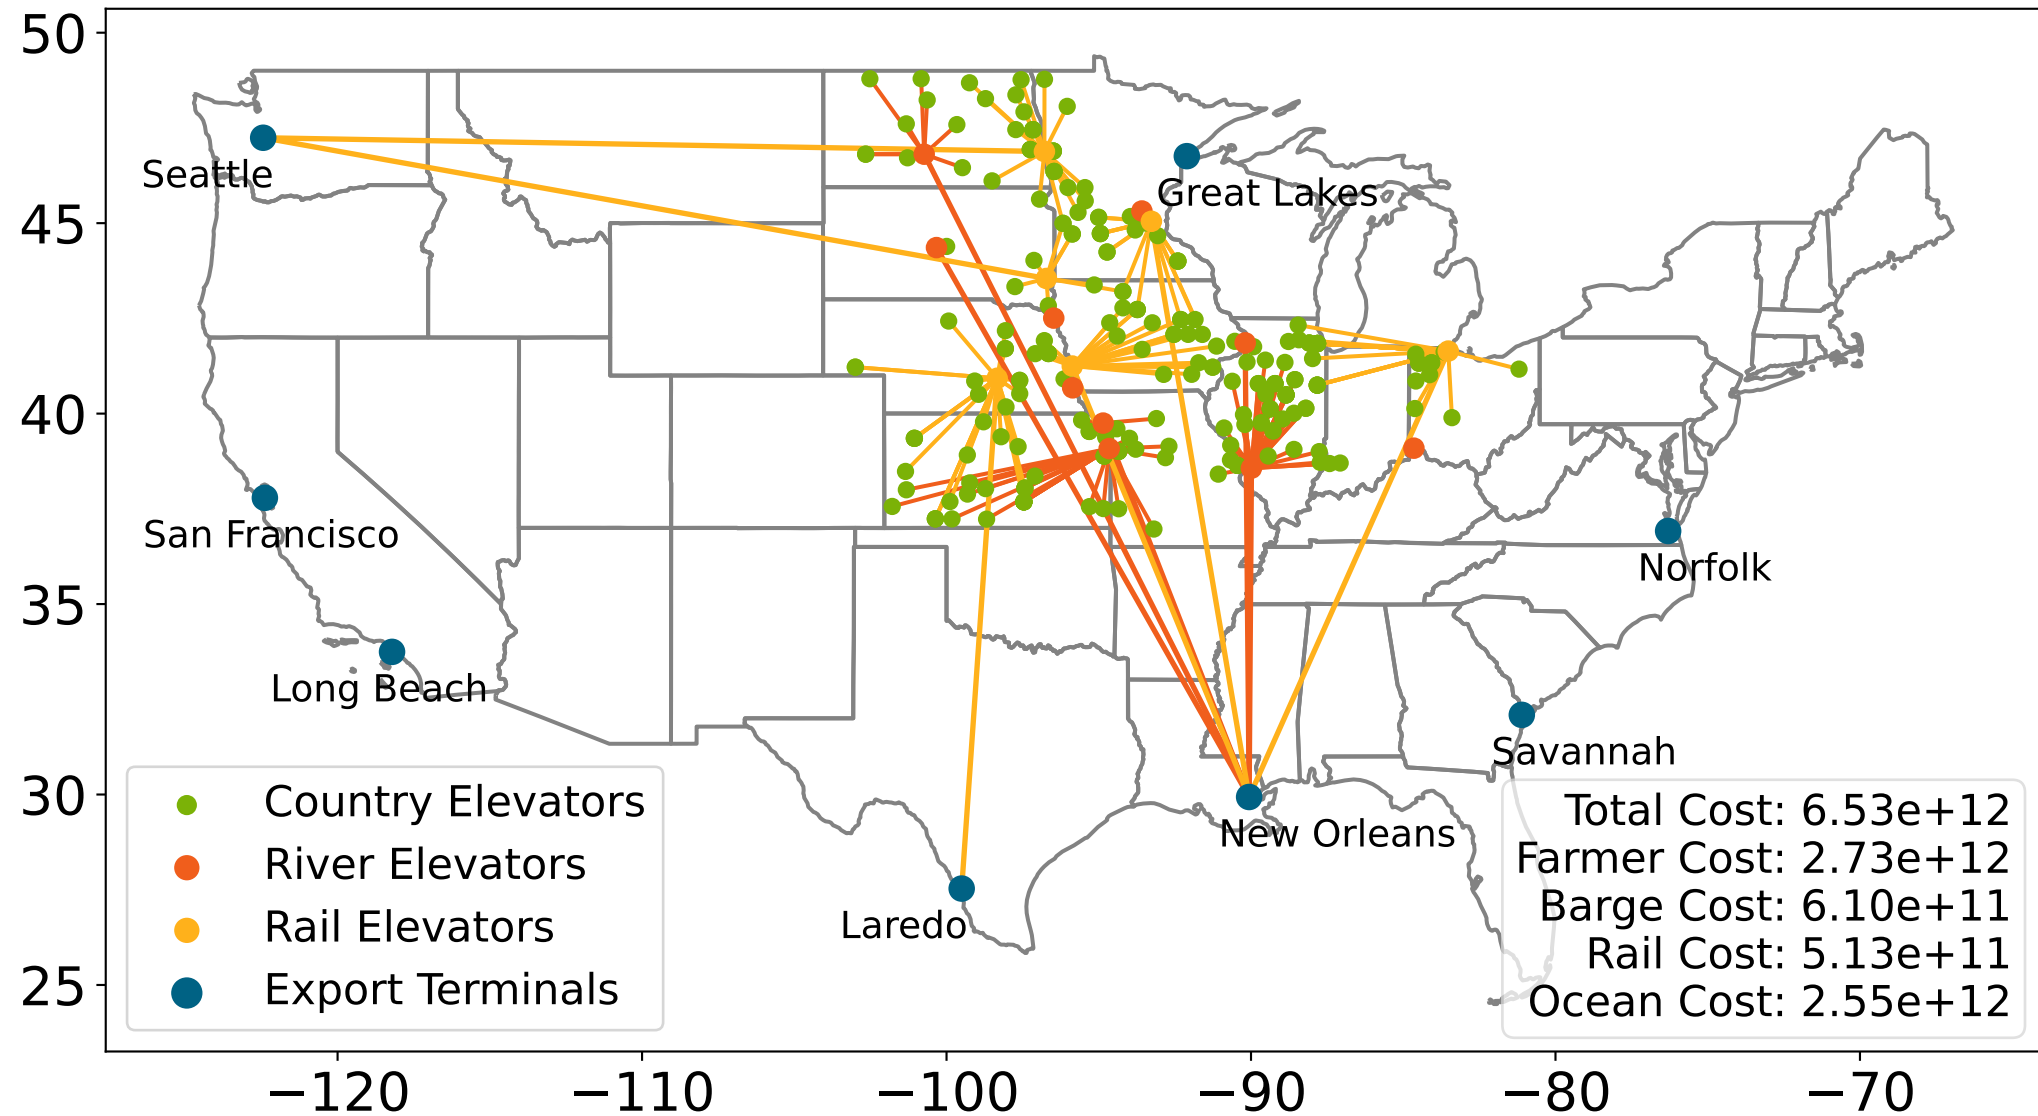 50
45
40
35
30
25
−120
−110
−100
−90
−80
−70
Seattle
Great Lakes
San Francisco
Norfolk
Long Beach
Savannah
New Orleans
Laredo
Country Elevators
River Elevators
Rail Elevators
Export Terminals
Total Cost: 6.53e+12
Farmer Cost: 2.73e+12
Barge Cost: 6.10e+11
Rail Cost: 5.13e+11
Ocean Cost: 2.55e+12